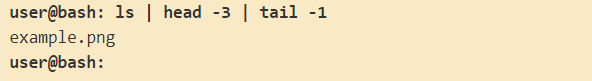 user@bash: ls | head -3 | tail -1
example.png
user@bash: